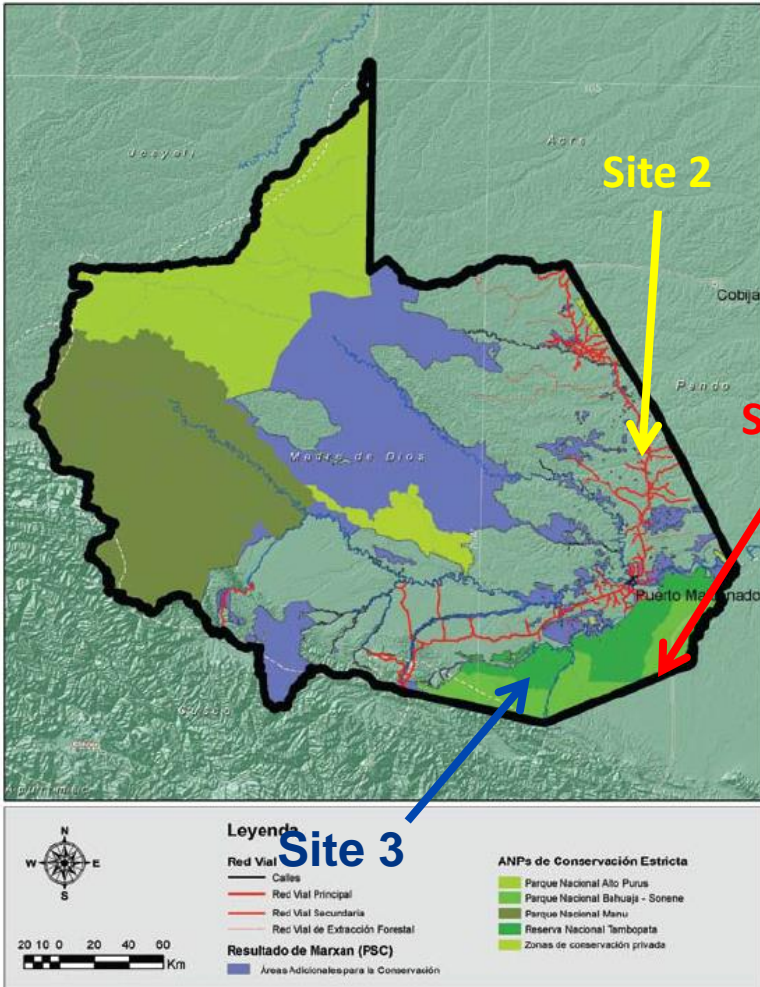 Ucayali
Acre
Site 2
Cobija
Pando
S
Madre de Dios
Puerto Maldonado
Cusco
Site 3
N
W E
S
20 10 0 20 40 60
Km
Leyenda
Red Vial
Calles
Red Vial Principal
Red Vial Secundaria
Red Vial de Extracción Forestal
Resultado de Marxan (PSC)
Áreas Adicionales para la Conservación
ANPs de Conservación Estricta
Parque Nacional Alto Purus
Parque Nacional Bahuaja - Sonene
Parque Nacional Manu
Reserva Nacional Tambopata
Zonas de conservación privada